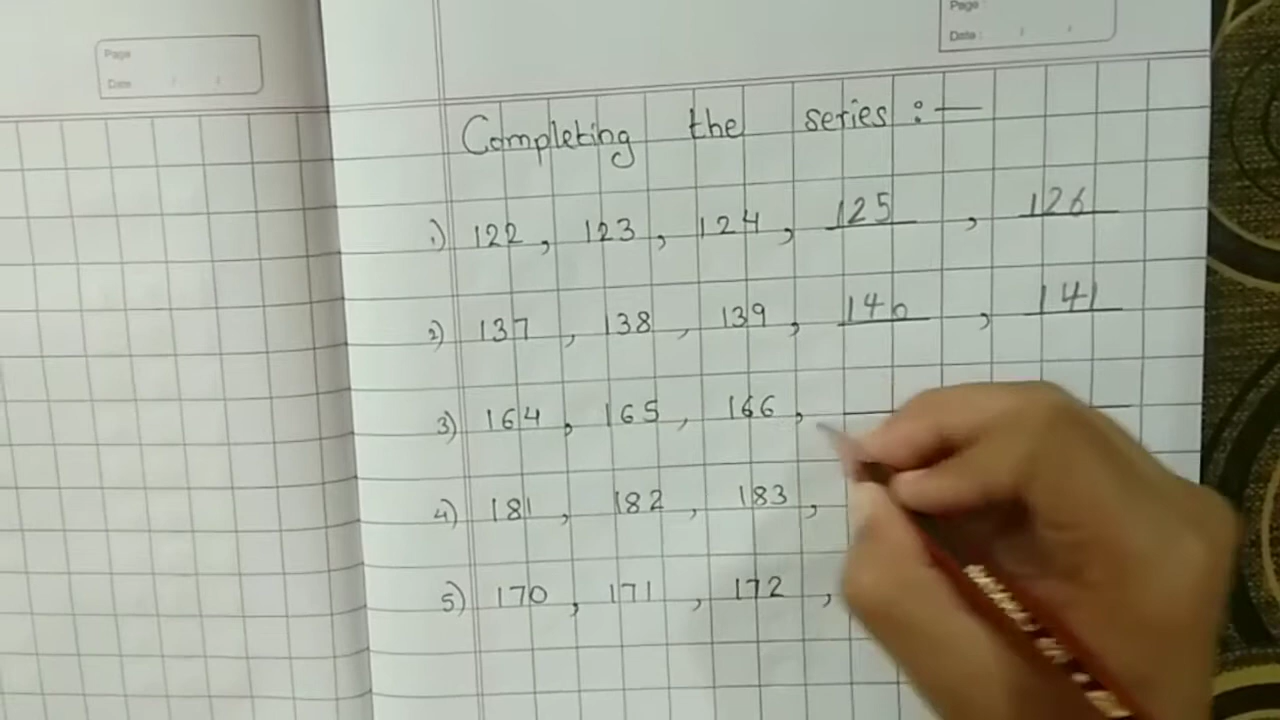 Page
Date
Page
Date :
Completing the series :—
1) 122, 123, 124, 125, 126
2) 137, 138, 139, 140, 141
3) 164, 165, 166,
4) 181, 182, 183,
5) 170, 171, 172,